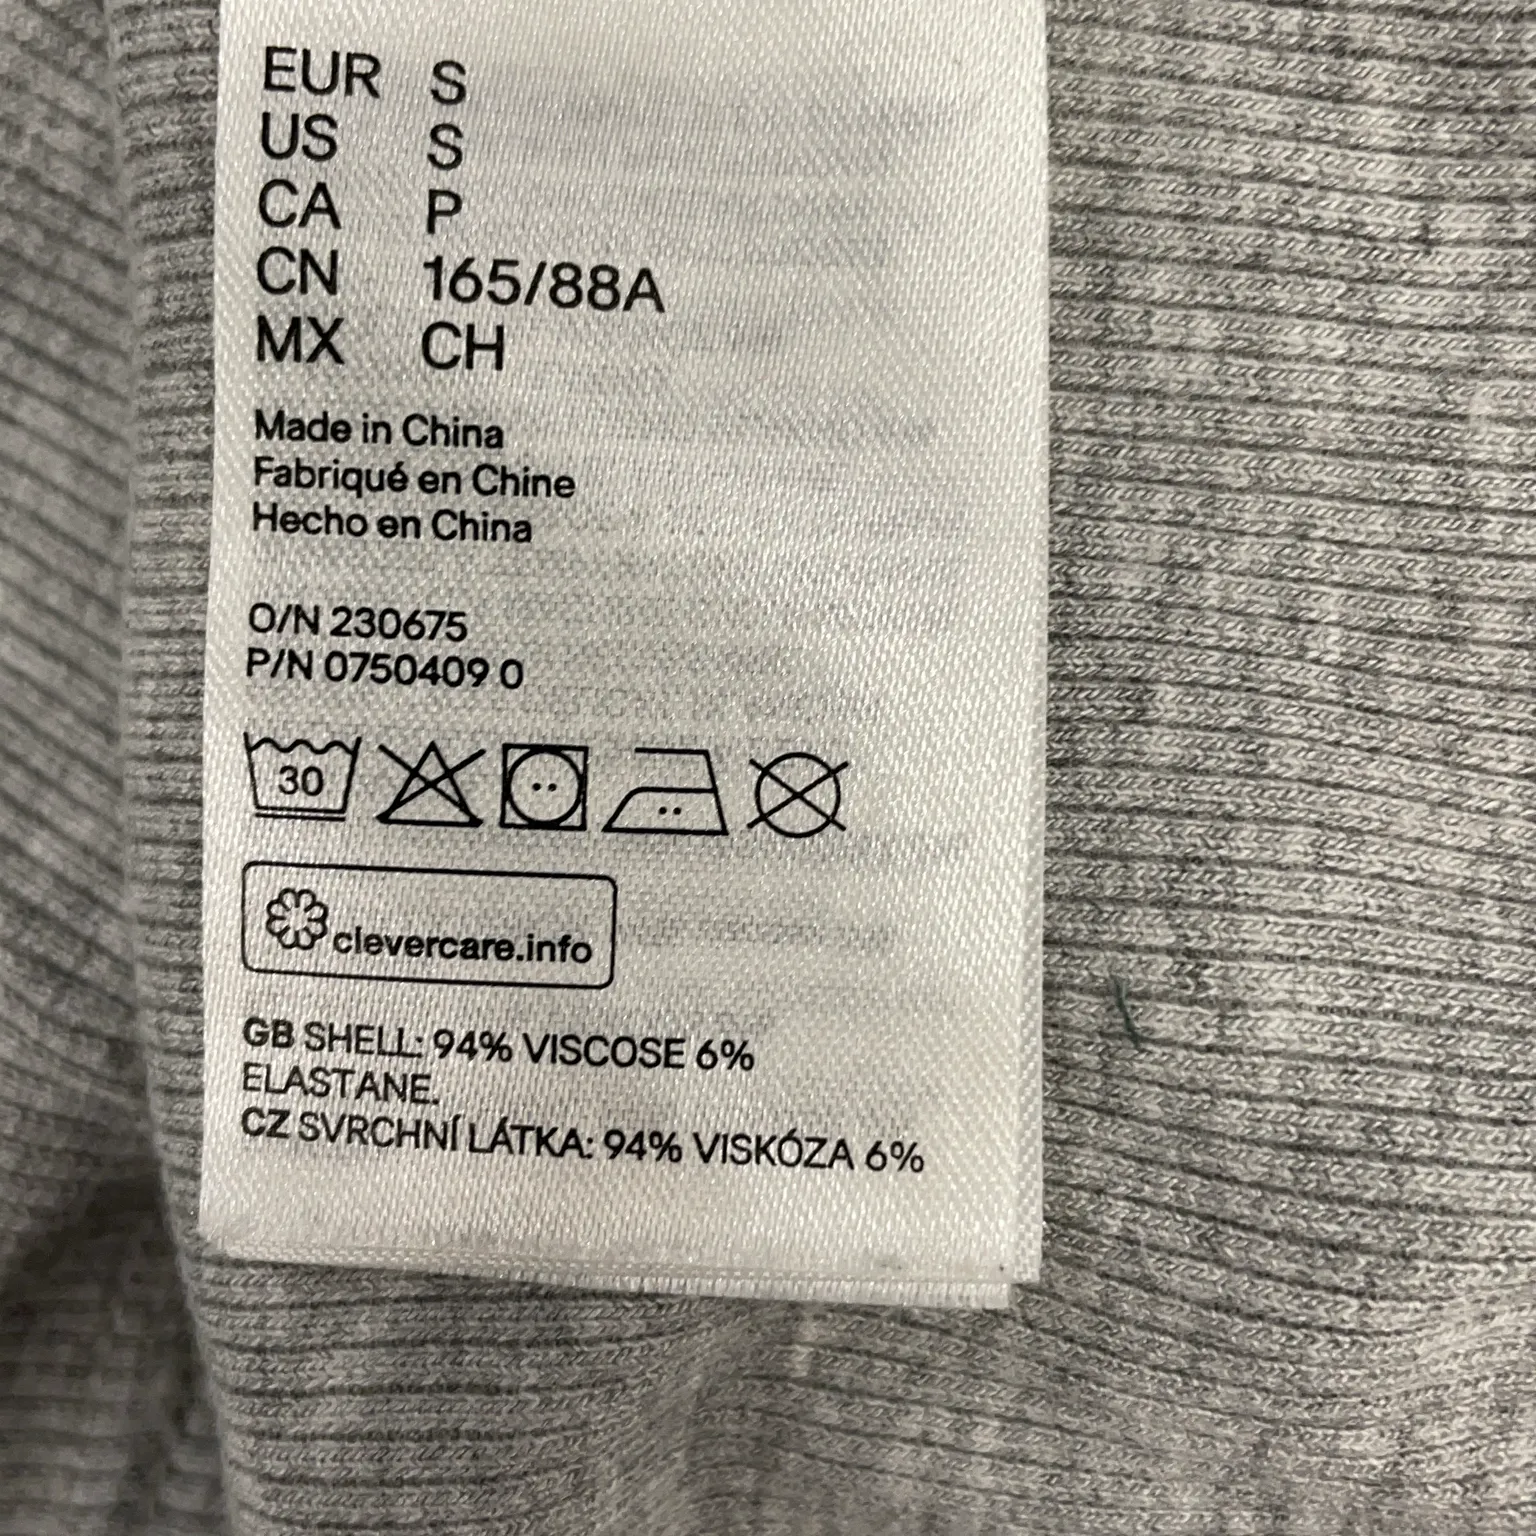 EUR S
US S
CA P
CN 165/88A
MX CH
Made in China
Fabriqué en Chine
Hecho en China
O/N 230675
P/N 0750409 0
30
clevercare.info
GB SHELL: 94% VISCOSE 6%
ELASTANE.
CZ SVRCHNÍ LÁTKA: 94% VISKÓZA 6%